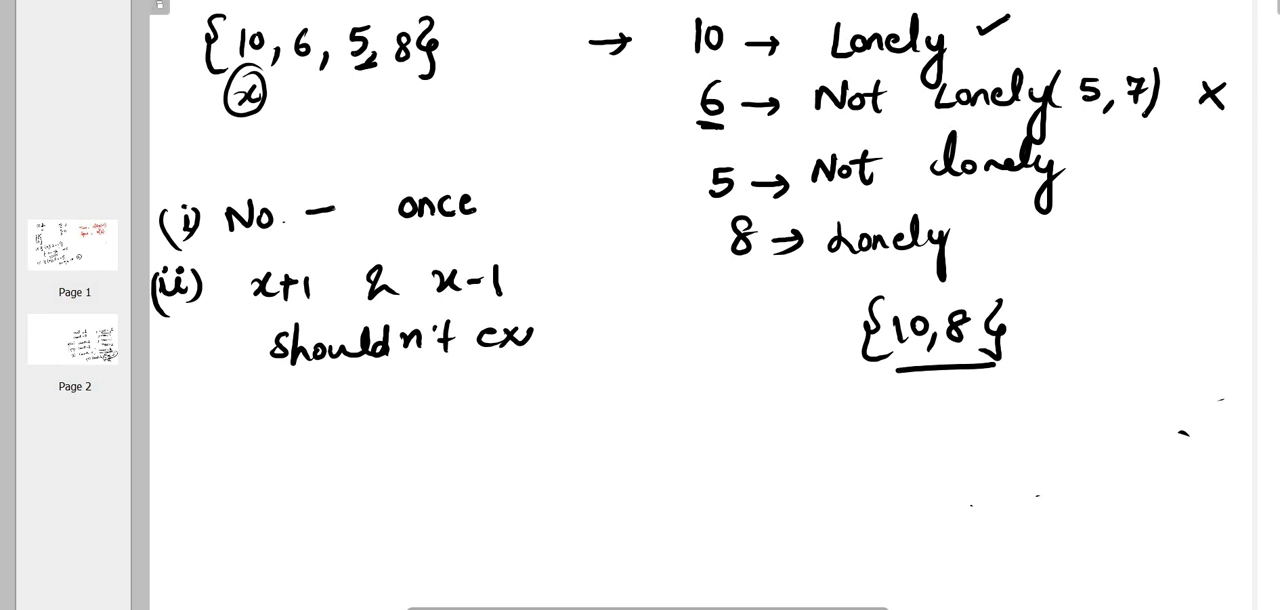 {10, 6, 5, 8} → 10 → Lonely ✓
x
6 → Not Lonely( 5, 7) ×
5 → Not Lonely
8 → Lonely
(i) No. - once
(ii) x+1 & x-1
shouldn't ex
{10, 8}
Page 1
Page 2